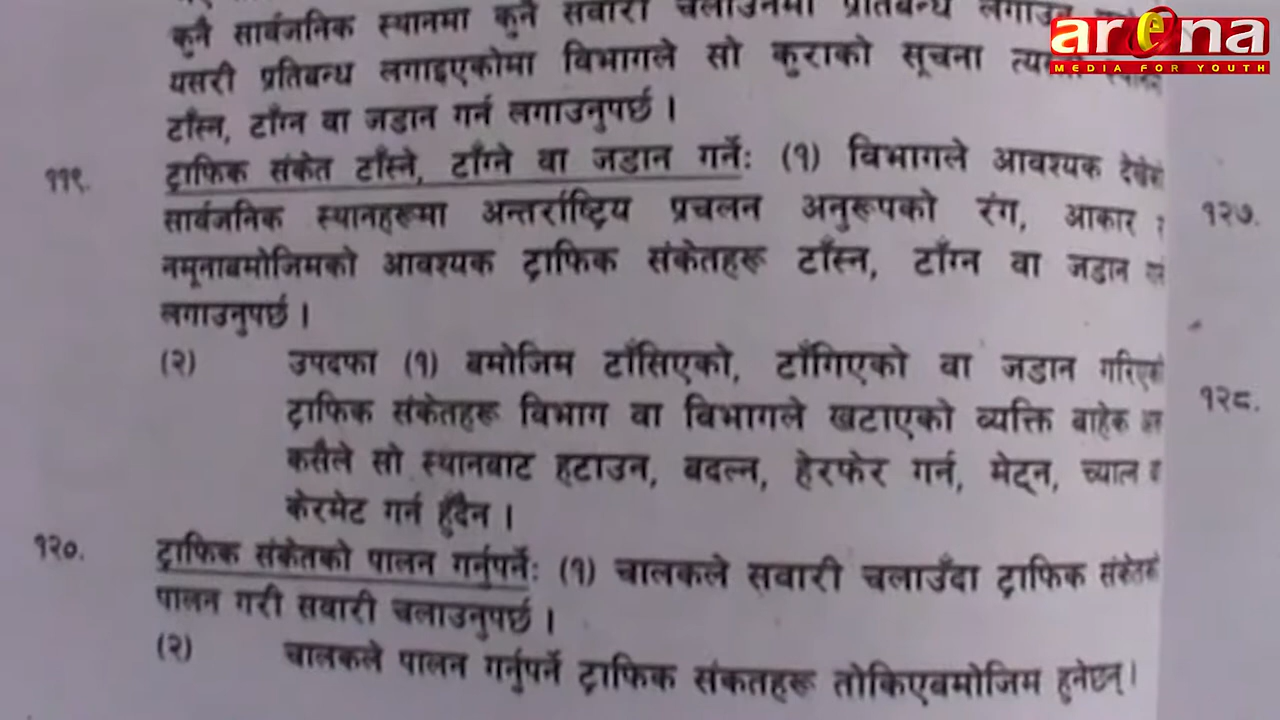 कुनै सार्वजनिक स्थानमा कुनै सवारी चलाउनमा प्रतिबन्ध लगाउन
यसरी प्रतिबन्ध लगाइएकोमा विभागले सो कुराको सूचना
टाँस्न, टाँग्न वा जडान गर्न लगाउनुपर्छ ।
११९. ट्राफिक संकेत टाँस्ने, टाँग्ने वा जडान गर्ने: (१) विभागले आवश्यक
सार्वजनिक स्थानहरूमा अन्तर्राष्ट्रिय प्रचलन अनुरूपको रंग, आकार
नमूनाबमोजिमको आवश्यक ट्राफिक संकेतहरू टाँस्न, टाँग्न वा जडान
लगाउनुपर्छ ।
(२) उपदफा (१) बमोजिम टाँसिएको, टाँगिएको वा जडान गरिएका
ट्राफिक संकेतहरू विभाग वा विभागले खटाएको व्यक्ति बाहेक
कसैले सो स्थानबाट हटाउन, बदल्न, हेरफेर गर्न, मेट्न, च्यात्न
केरमेट गर्न हुँदैन ।
१२०. ट्राफिक संकेतको पालन गर्नुपर्ने: (१) चालकले सवारी चलाउँदा ट्राफिक
पालन गरी सवारी चलाउनुपर्छ ।
(२) चालकले पालन गर्नुपर्ने ट्राफिक संकेतहरू तोकिएबमोजिम हुनेछन् ।
१२७.
१२८.
arena
MEDIA FOR YOUTH